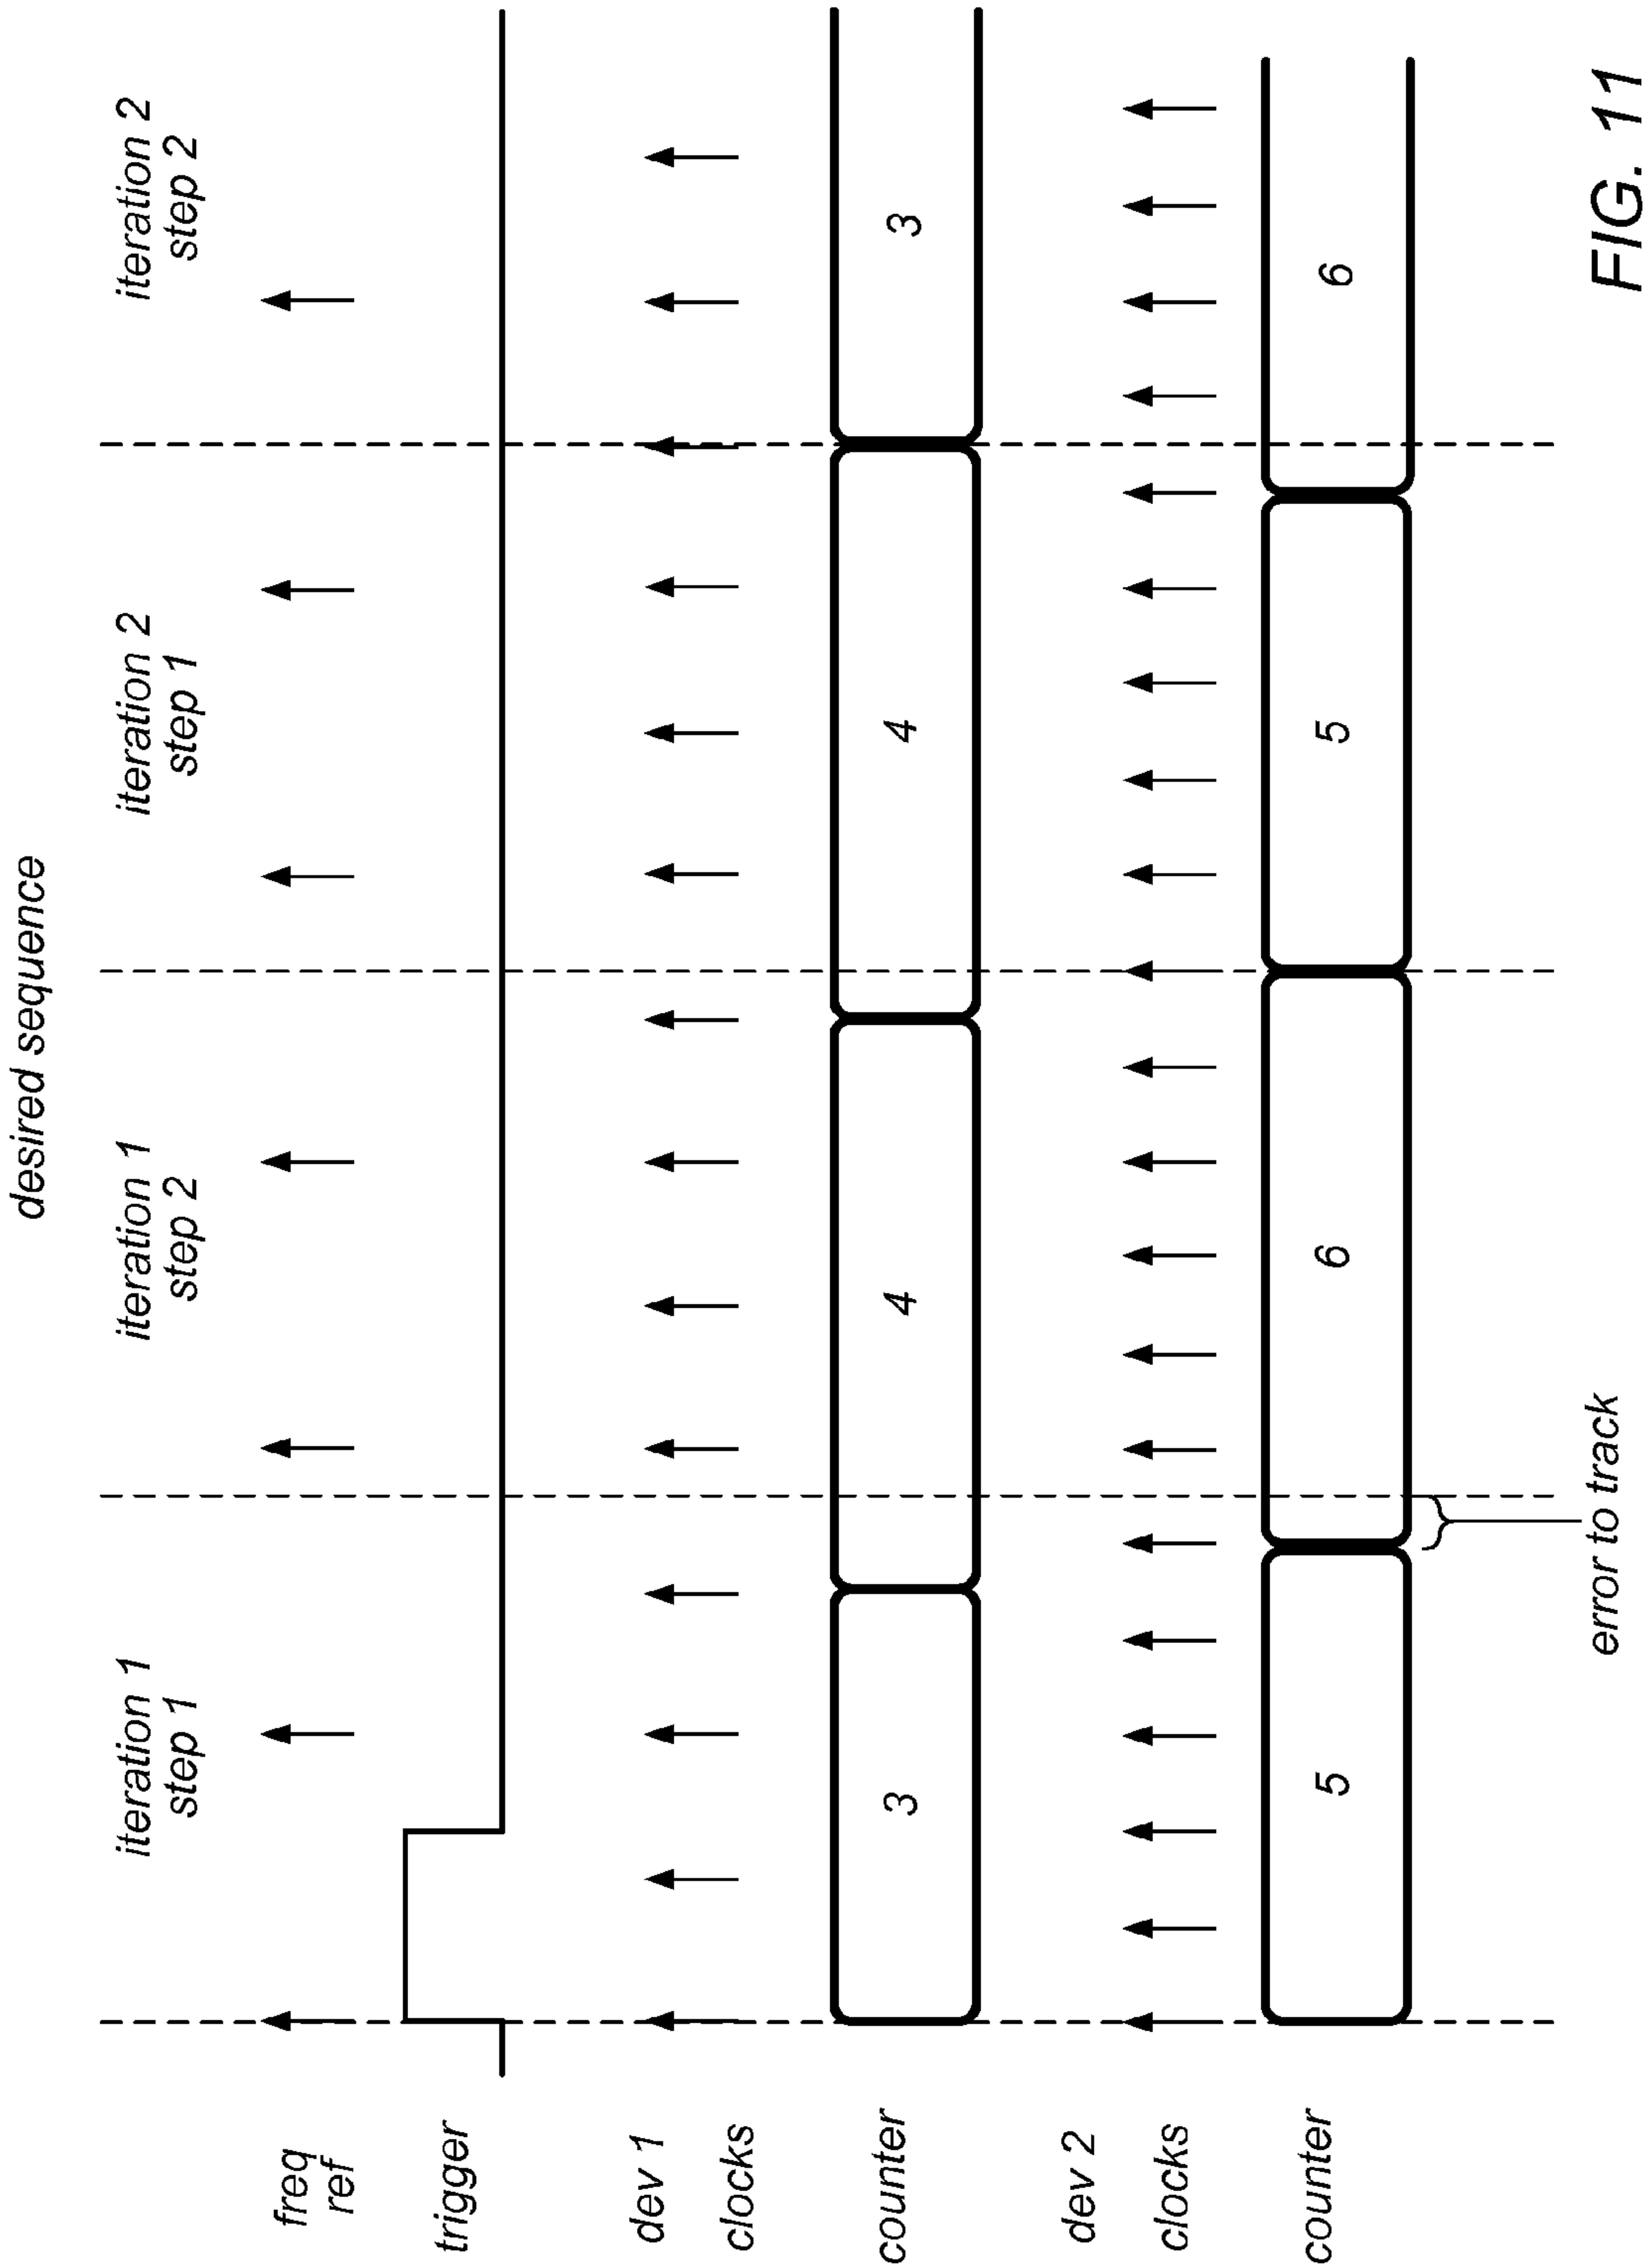 desired sequence
iteration 1
step 1
iteration 1
step 2
iteration 2
step 1
iteration 2
step 2
freq
ref
trigger
dev 1
clocks
counter
3
4
4
3
dev 2
clocks
counter
5
6
5
6
error to track
FIG. 11